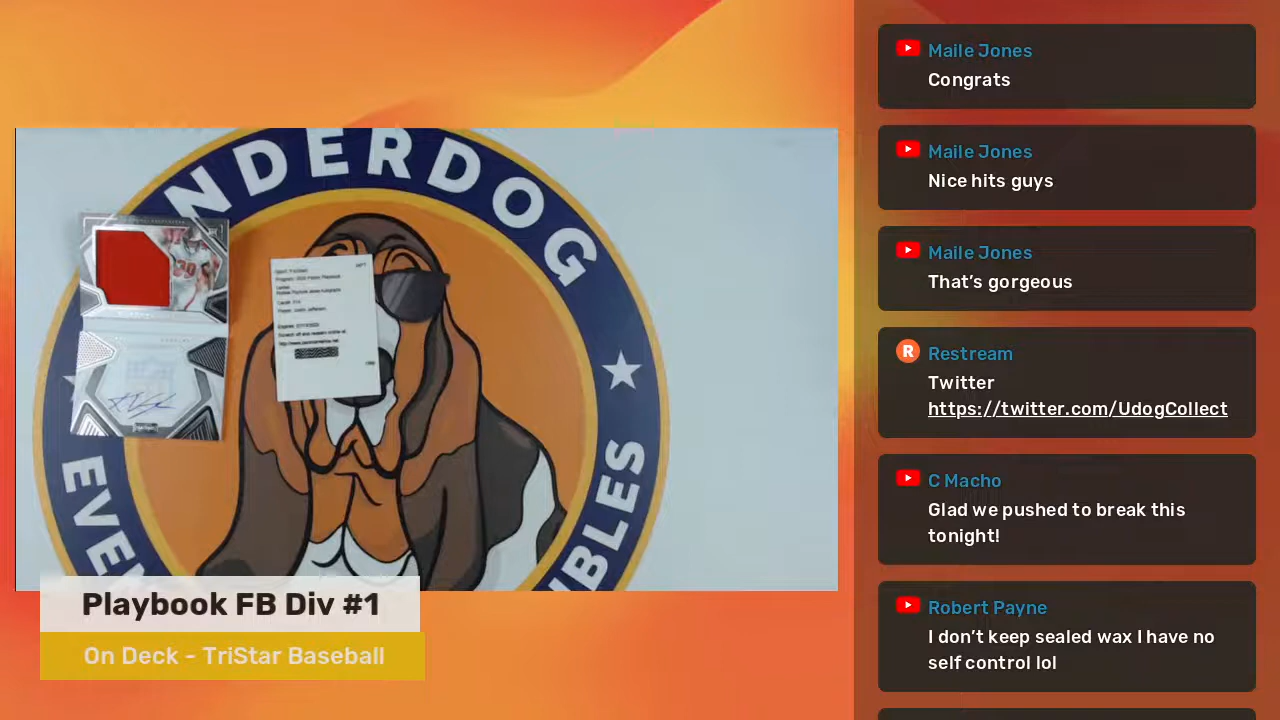 Maile Jones
Congrats
Maile Jones
Nice hits guys
Maile Jones
That's gorgeous
Restream
Twitter
https://twitter.com/UdogCollect
C Macho
Glad we pushed to break this
tonight!
Robert Payne
I don't keep sealed wax I have no
self control lol
NDERDOG
EVEN
IBLES
Playbook FB Div #1
On Deck - TriStar Baseball